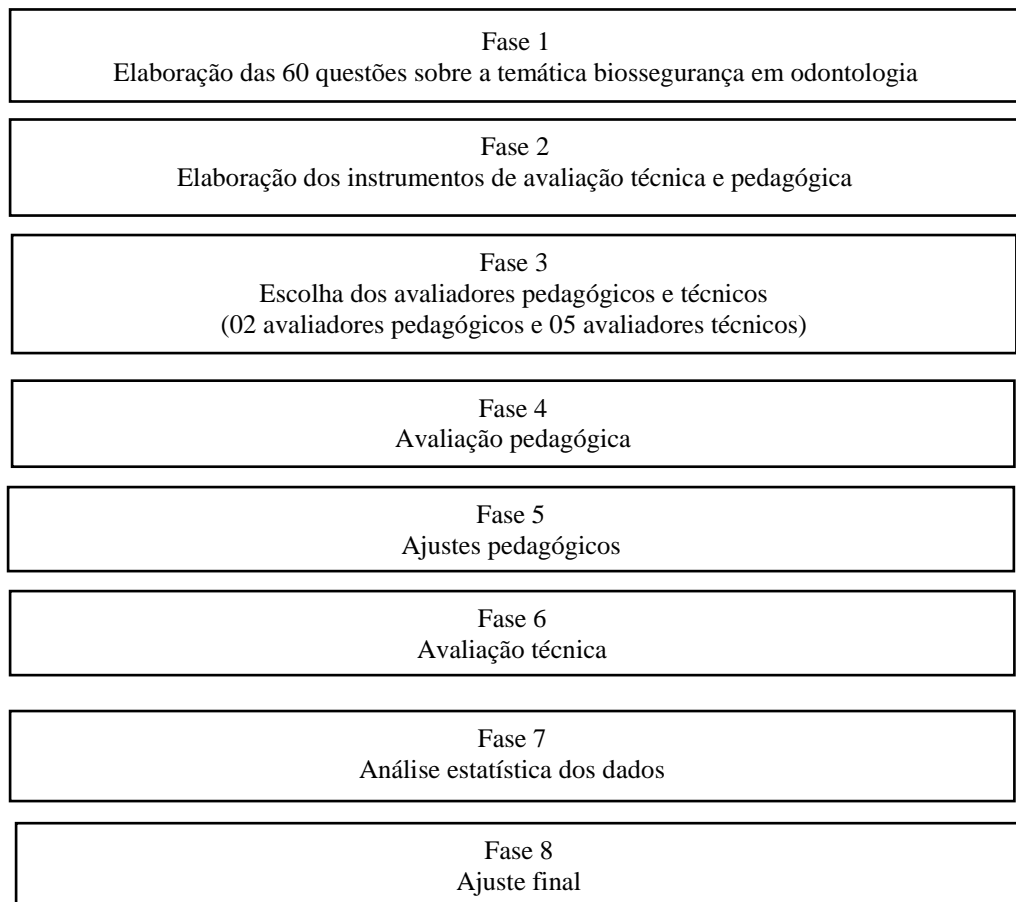 Fase 1
Elaboração das 60 questões sobre a temática biossegurança em odontologia
Fase 2
Elaboração dos instrumentos de avaliação técnica e pedagógica
Fase 3
Escolha dos avaliadores pedagógicos e técnicos
(02 avaliadores pedagógicos e 05 avaliadores técnicos)
Fase 4
Avaliação pedagógica
Fase 5
Ajustes pedagógicos
Fase 6
Avaliação técnica
Fase 7
Análise estatística dos dados
Fase 8
Ajuste final